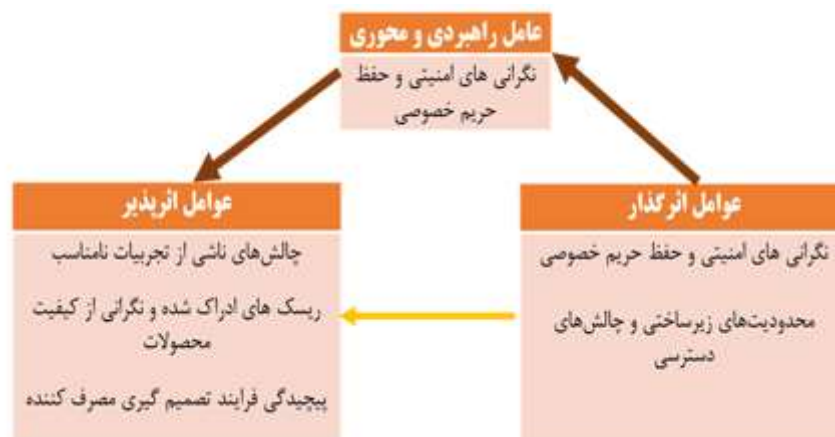 عامل راهبردی و محوری
نگرانی های امنیتی و حفظ
حریم خصوصی
عوامل اثرگذار
نگرانی های امنیتی و حفظ حریم خصوصی
محدودیت‌های زیرساختی و چالش‌های
دسترسی
عوامل اثرپذیر
چالش‌های ناشی از تجربیات نامناسب
ریسک های ادراک شده و نگرانی از کیفیت
محصولات
پیچیدگی فرایند تصمیم گیری مصرف کننده